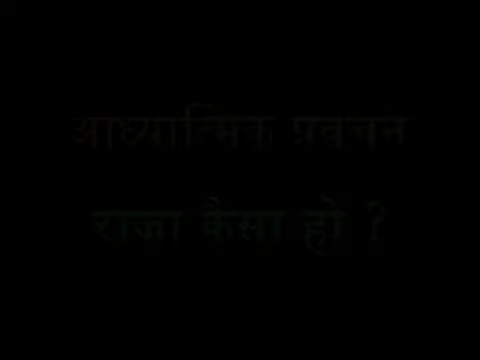 आध्यात्मिक प्रवचन
राजा कैसा हो ?